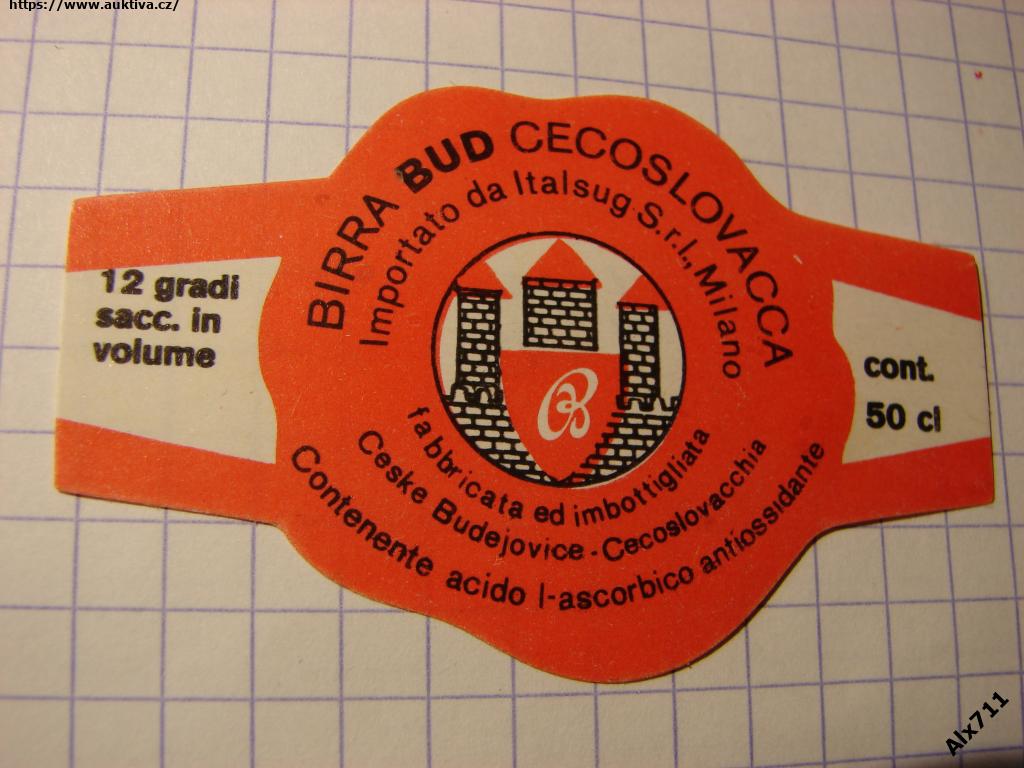 https://www.auktiva.cz/
BIRRA BUD CECOSLOVACCA
Importato da Italsug S.r.l., Milano
12 gradi
sacc. in
volume
B
cont.
50 cl
fabbricata ed imbottigliata
Ceske Budejovice - Cecoslovacchia
Contenente acido l-ascorbico antiossidante
Alx711